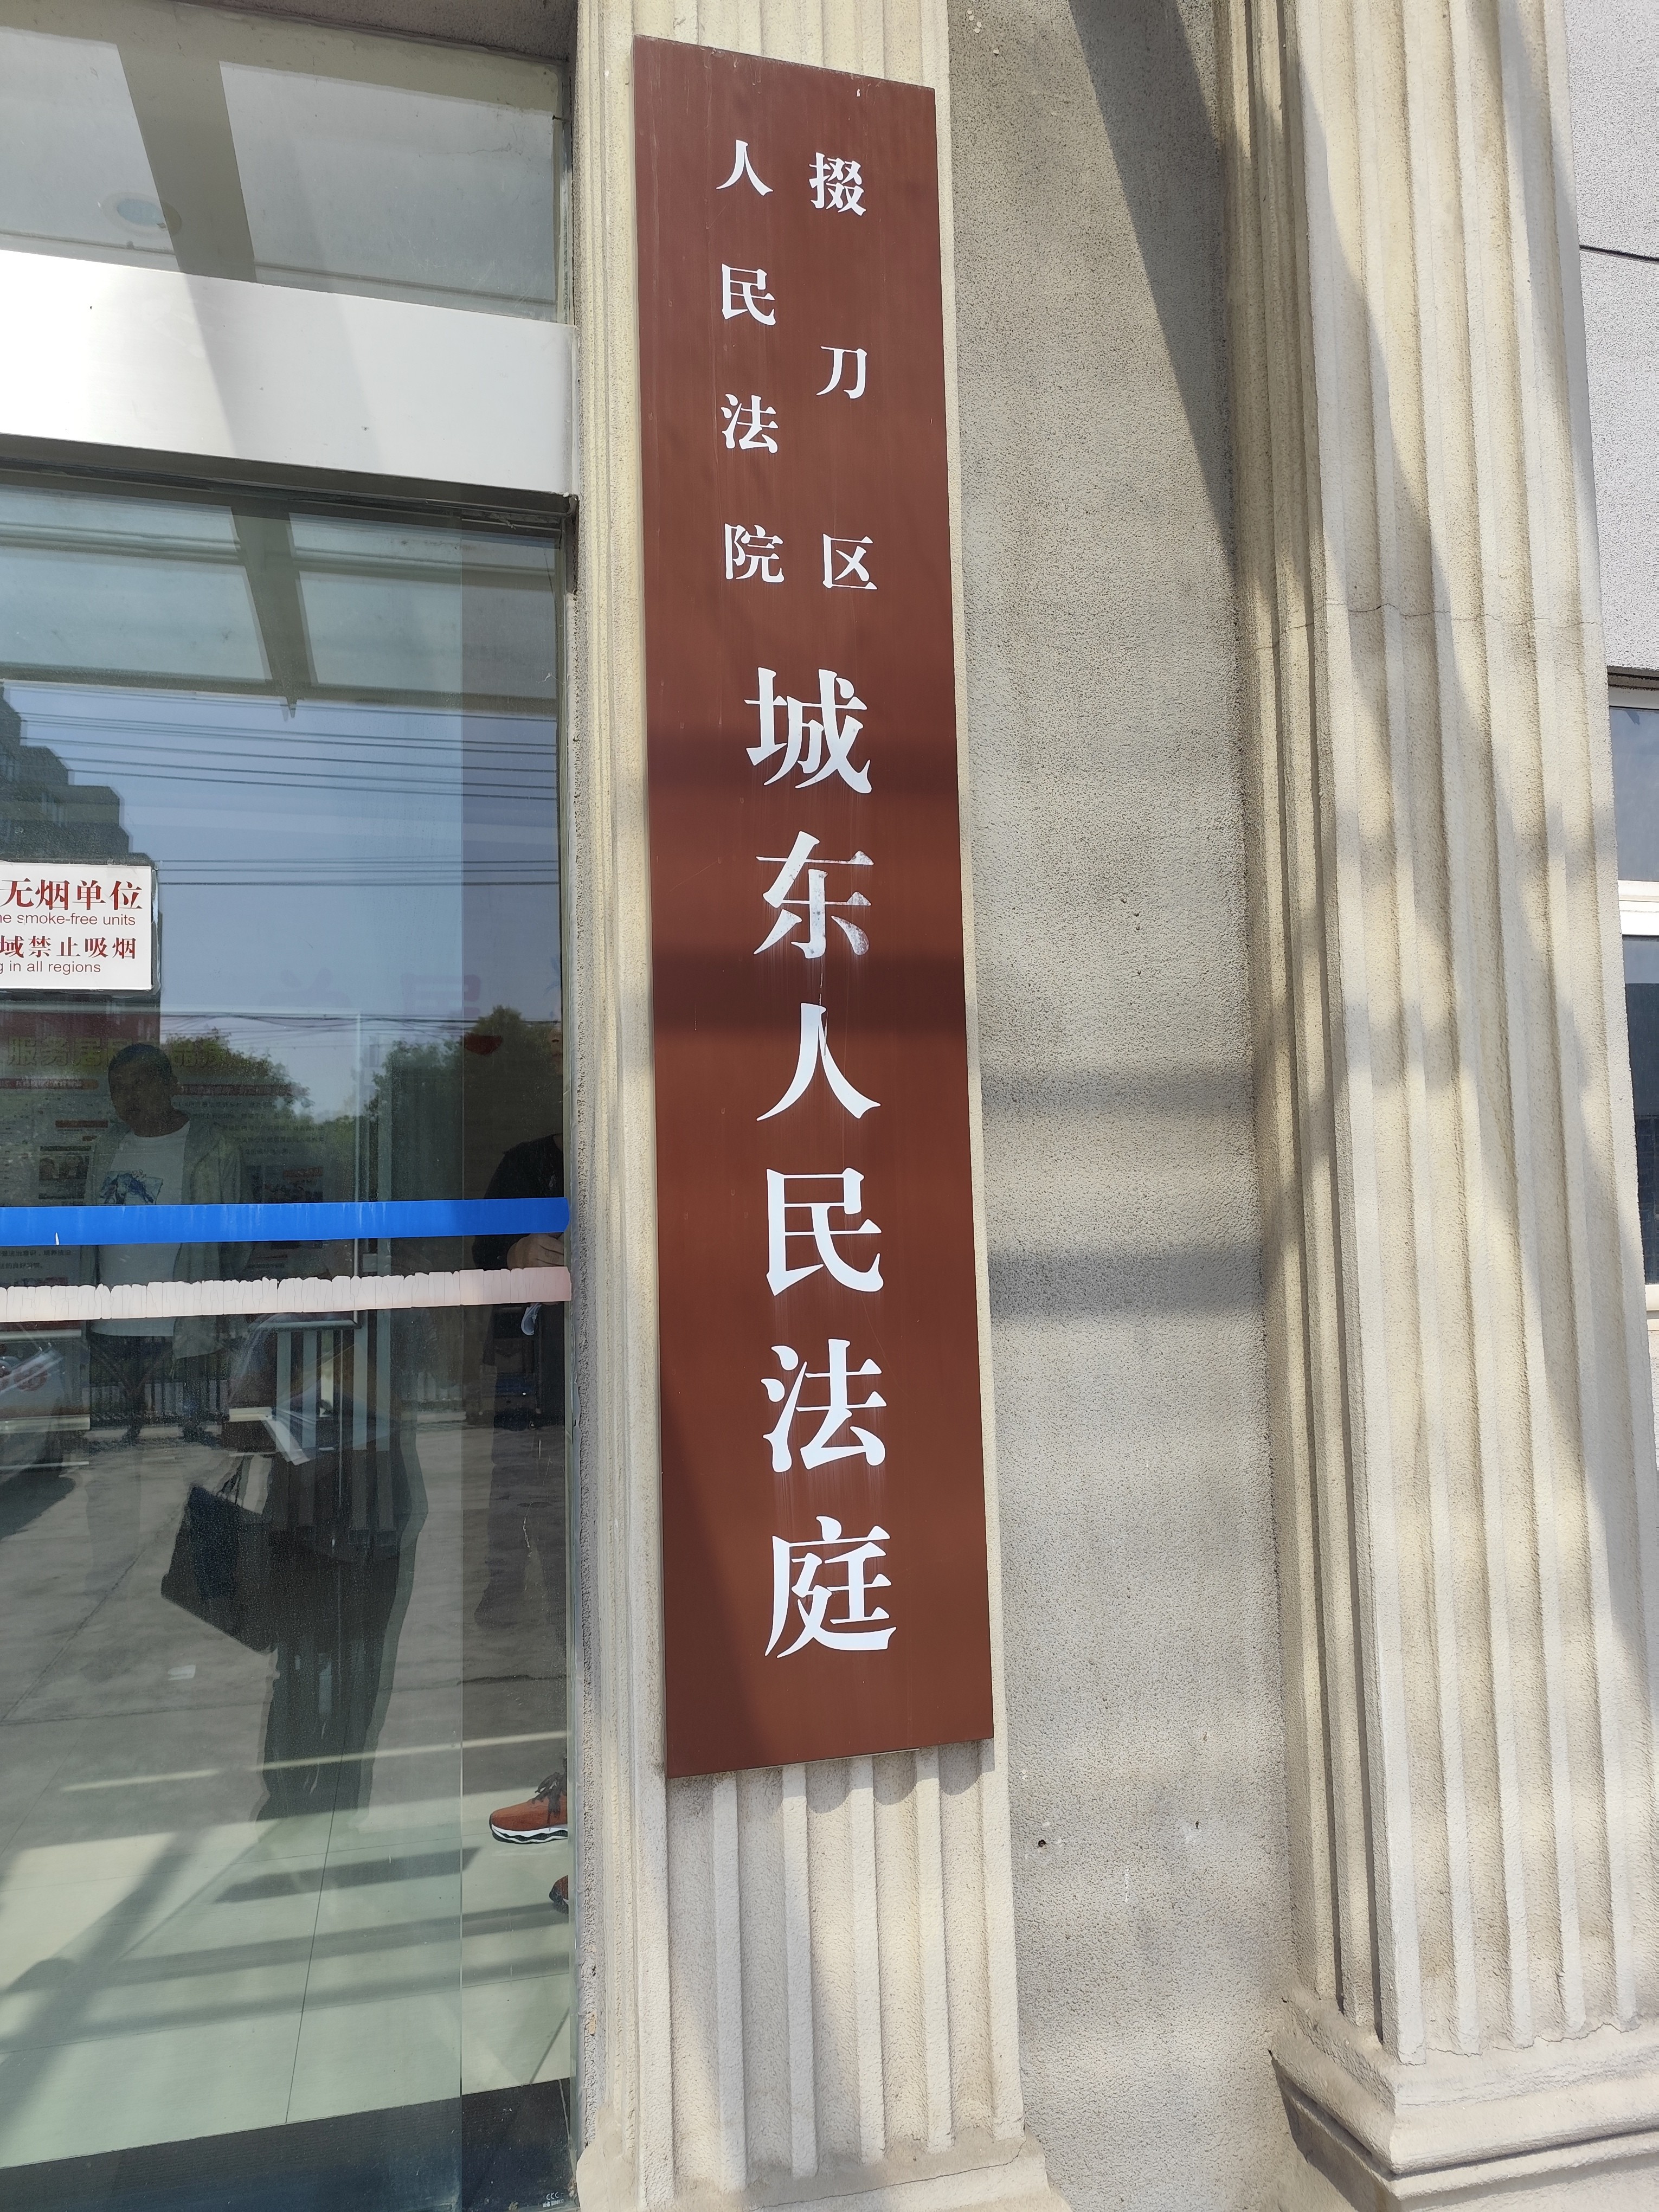 掇刀区
人民法院
城东人民法庭
无烟单位
smoke-free units
域禁止吸烟
in all regions